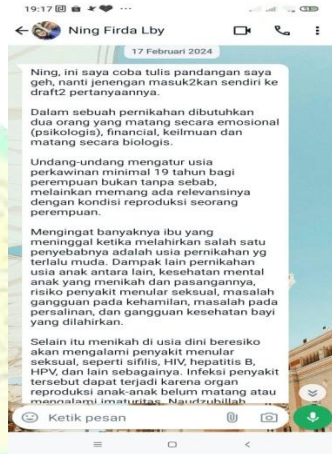 19:17
Ning Firda Lby
17 Februari 2024
Ning, ini saya coba tulis pandangan saya
geh, nanti jenengan masuk2kan sendiri ke
draft2 pertanyaannya.
Dalam sebuah pernikahan dibutuhkan
dua orang yang matang secara emosional
(psikologis), financial, keilmuan dan
matang secara biologis.
Undang-undang mengatur usia
perkawinan minimal 19 tahun bagi
perempuan bukan tanpa sebab,
melainkan memang ada relevansinya
dengan kondisi reproduksi seorang
perempuan.
Mengingat banyaknya ibu yang
meninggal ketika melahirkan salah satu
penyebabnya adalah usia pernikahan yg
terlalu muda. Dampak lain pernikahan
usia anak antara lain, kesehatan mental
anak yang menikah dan pasangannya,
risiko penyakit menular seksual, masalah
gangguan pada kehamilan, masalah pada
persalinan, dan gangguan kesehatan bayi
yang dilahirkan.
Selain itu menikah di usia dini beresiko
akan mengalami penyakit menular
seksual, seperti sifilis, HIV, hepatitis B,
HPV, dan lain sebagainya. Infeksi penyakit
tersebut dapat terjadi karena organ
reproduksi anak-anak belum matang atau
mengalami imaturitas. Naudzubillah
Ketik pesan